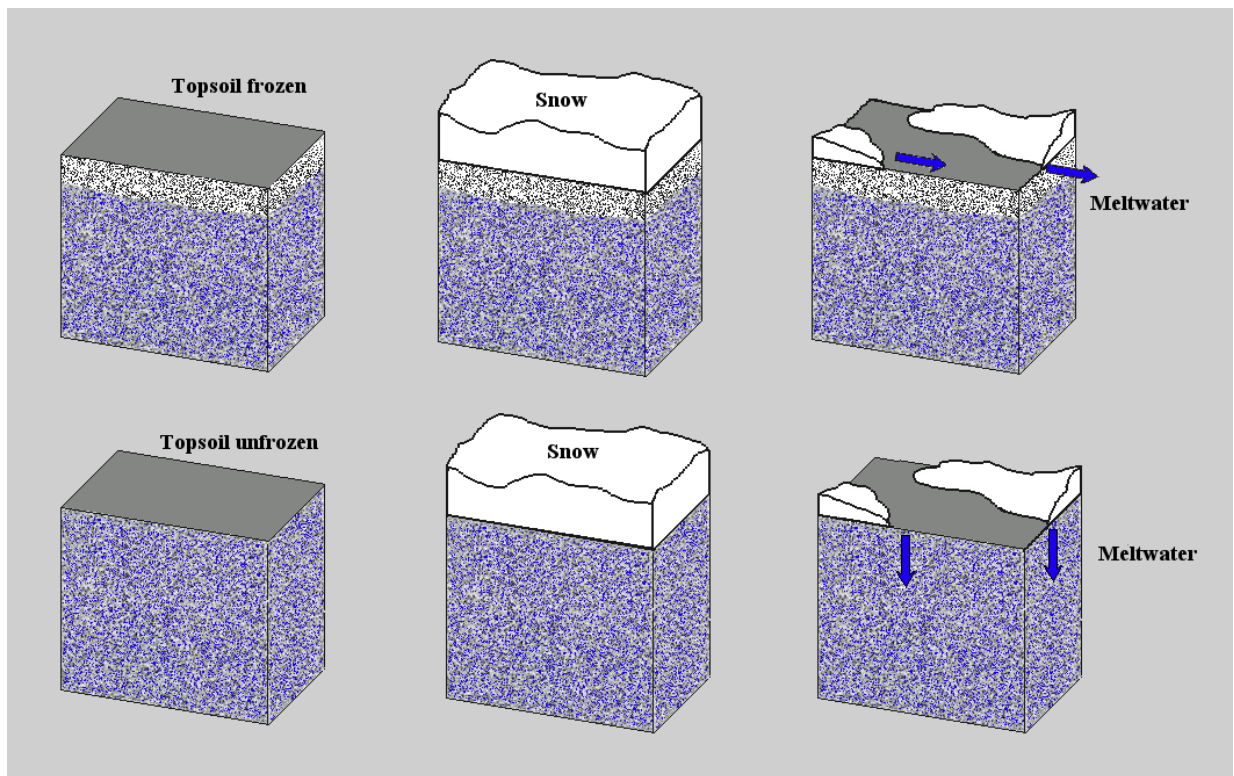 Topsoil frozen
Snow
Meltwater
Topsoil unfrozen
Snow
Meltwater